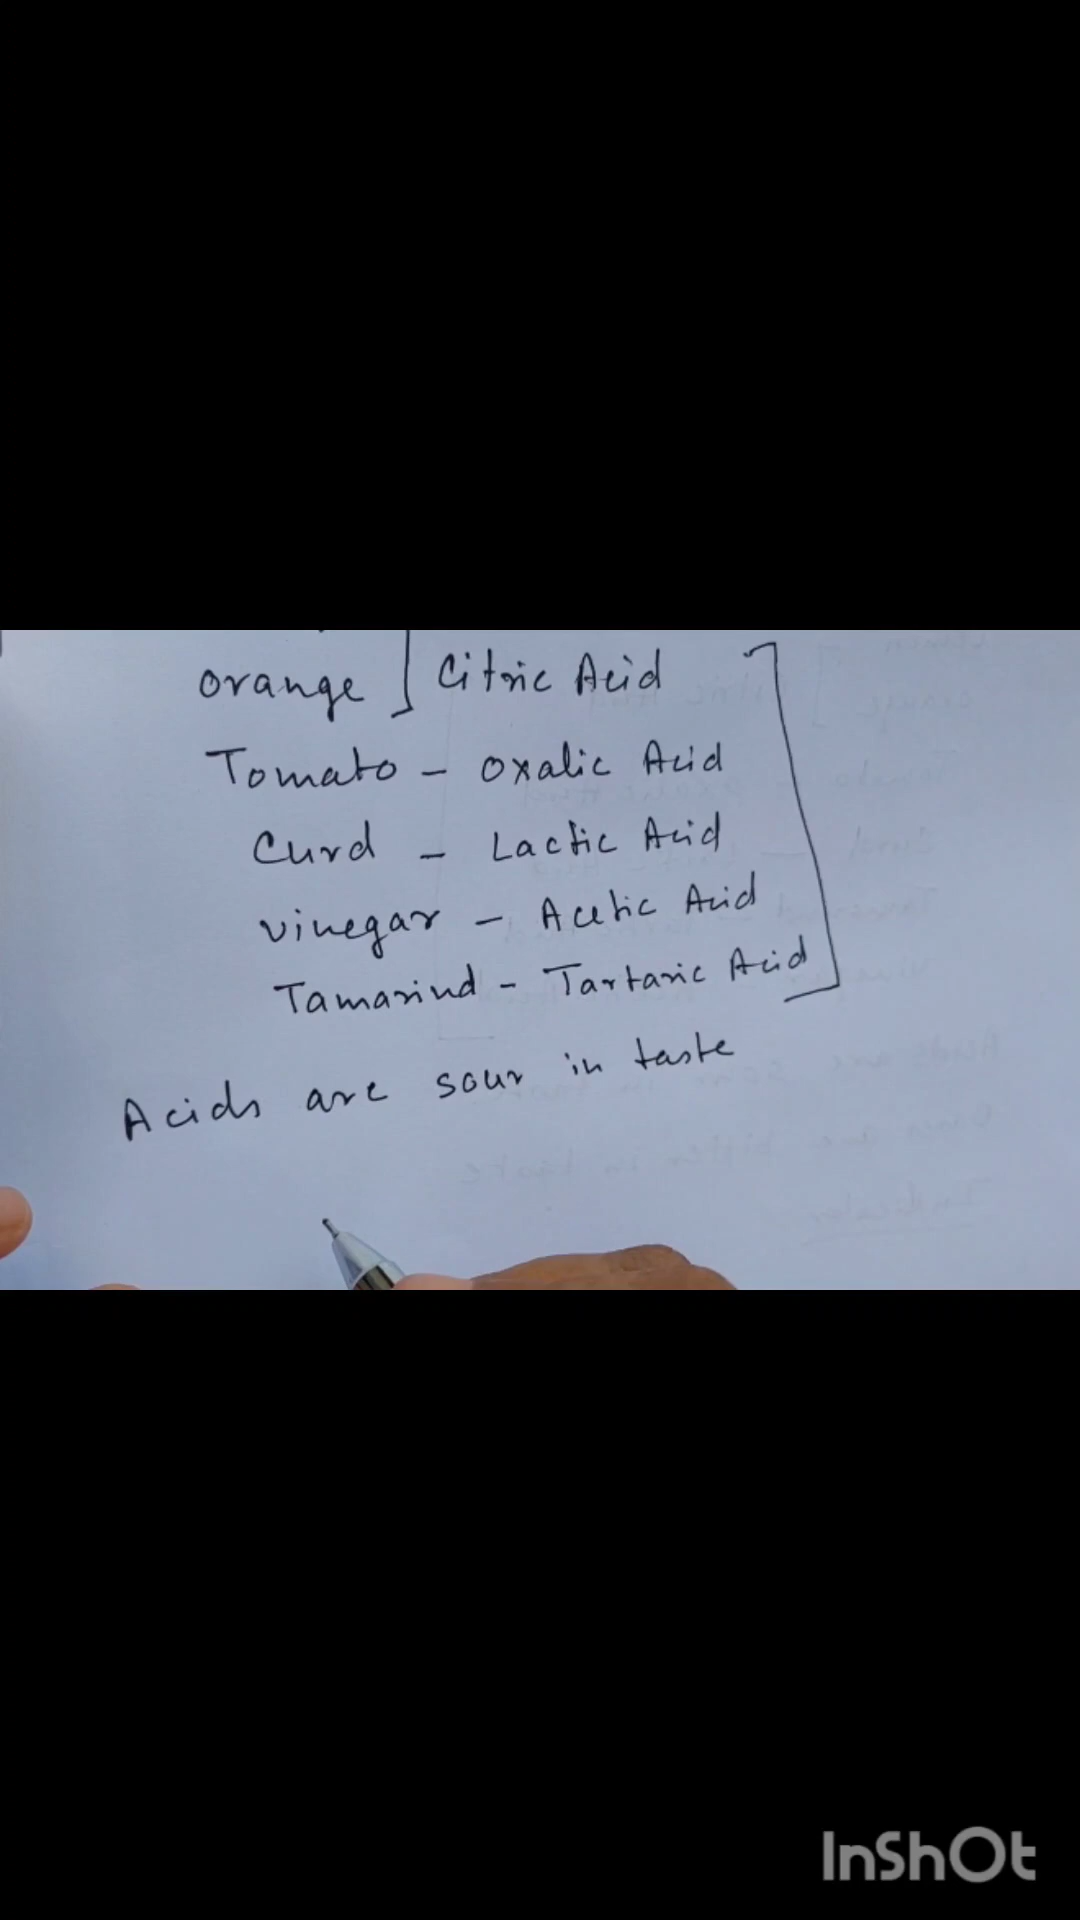 orange ] Citric Acid
Tomato - Oxalic Acid
Curd - Lactic Acid
vinegar - Acetic Acid
Tamarind - Tartaric Acid
Acids are sour in taste
InShOt